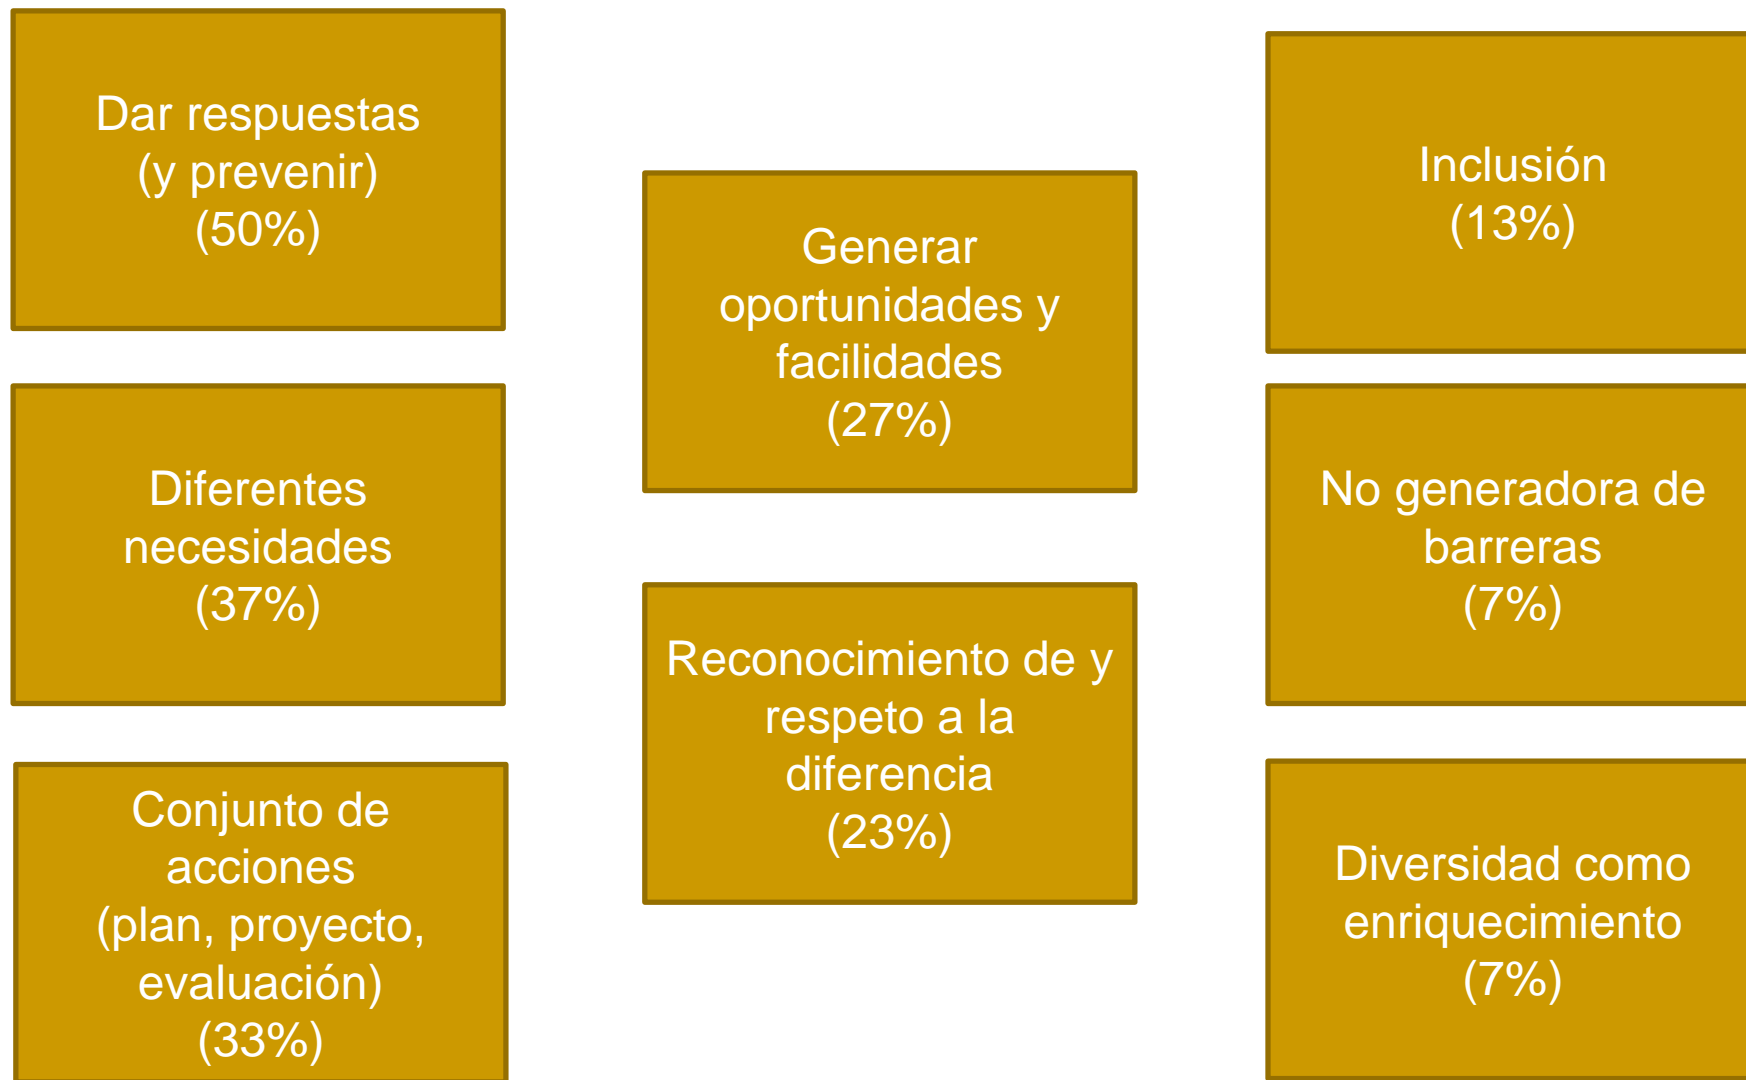 Dar respuestas
(y prevenir)
(50%)
Diferentes
necesidades
(37%)
Conjunto de
acciones
(plan, proyecto,
evaluación)
(33%)
Generar
oportunidades y
facilidades
(27%)
Reconocimiento de y
respeto a la
diferencia
(23%)
Inclusión
(13%)
No generadora de
barreras
(7%)
Diversidad como
enriquecimiento
(7%)